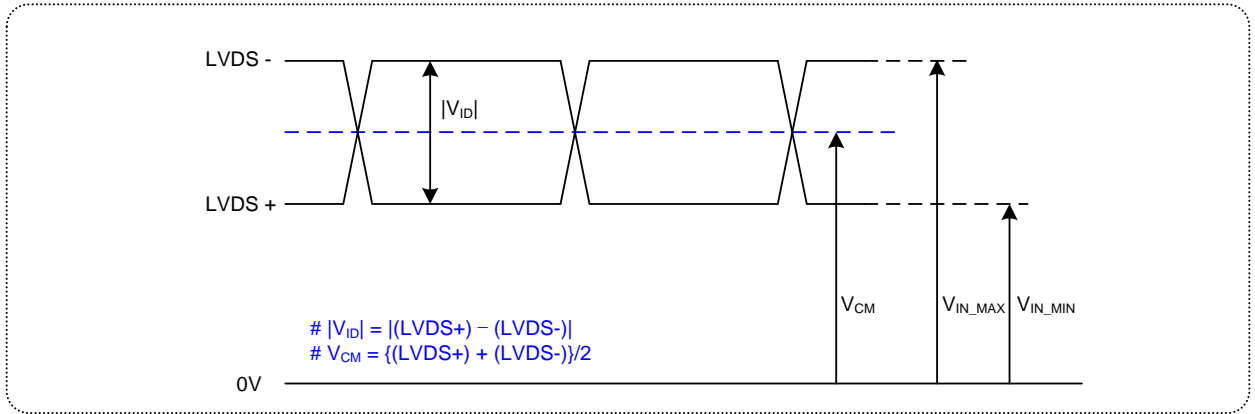 LVDS -
|VID|
LVDS +
VCM
VIN_MAX
VIN_MIN
# |VID| = |(LVDS+) – (LVDS-)|
# VCM = {(LVDS+) + (LVDS-)}/2
0V